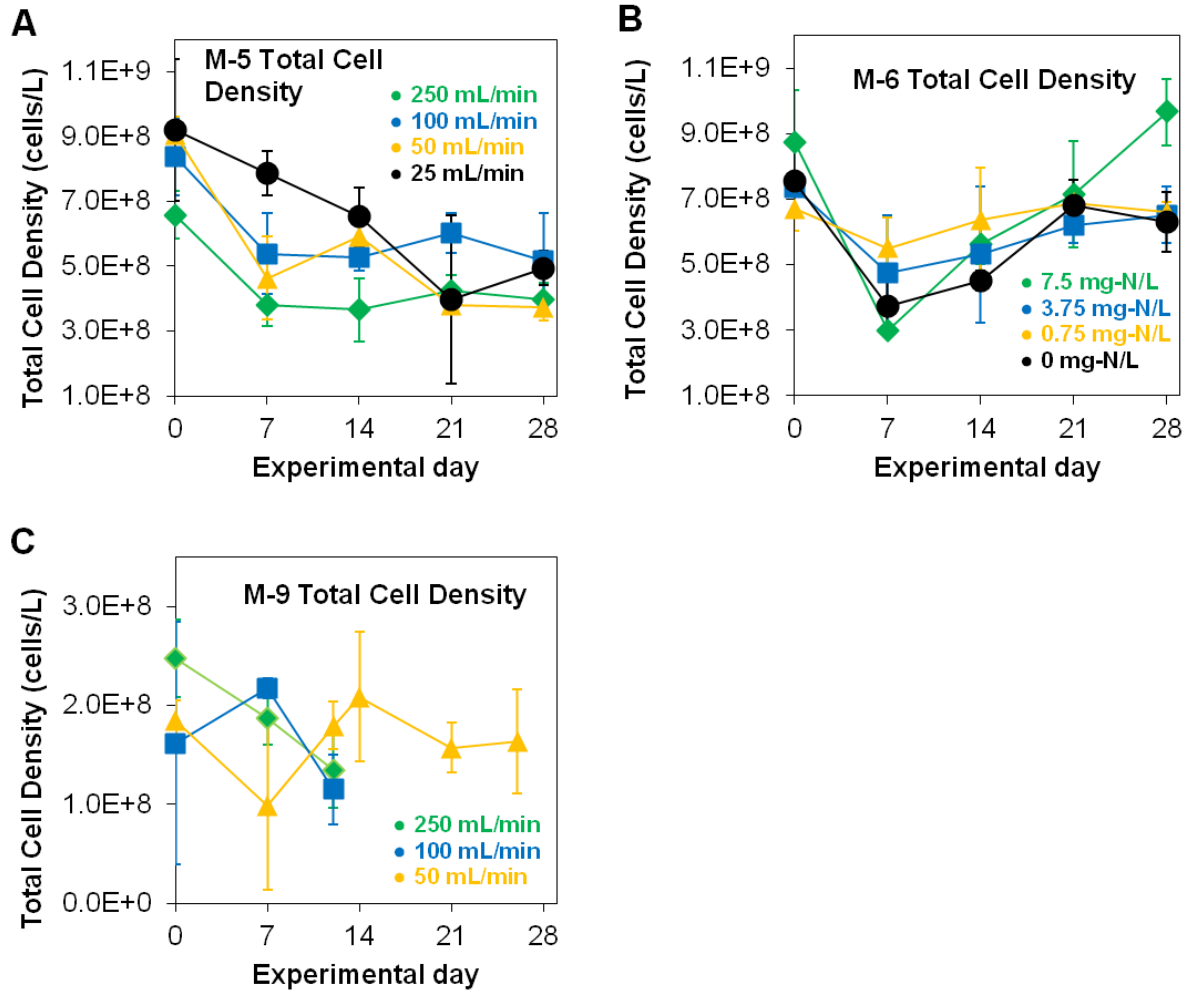 A
Total Cell Density (cells/L)
1.1E+9
9.0E+8
7.0E+8
5.0E+8
3.0E+8
1.0E+8
M-5 Total Cell
Density
250 mL/min
100 mL/min
50 mL/min
25 mL/min
0 7 14 21 28
Experimental day
B
Total Cell Density (cells/L)
1.1E+9
9.0E+8
7.0E+8
5.0E+8
3.0E+8
1.0E+8
M-6 Total Cell Density
7.5 mg-N/L
3.75 mg-N/L
0.75 mg-N/L
0 mg-N/L
0 7 14 21 28
Experimental day
C
Total Cell Density (cells/L)
3.0E+8
2.0E+8
1.0E+8
0.0E+0
M-9 Total Cell Density
250 mL/min
100 mL/min
50 mL/min
0 7 14 21 28
Experimental day